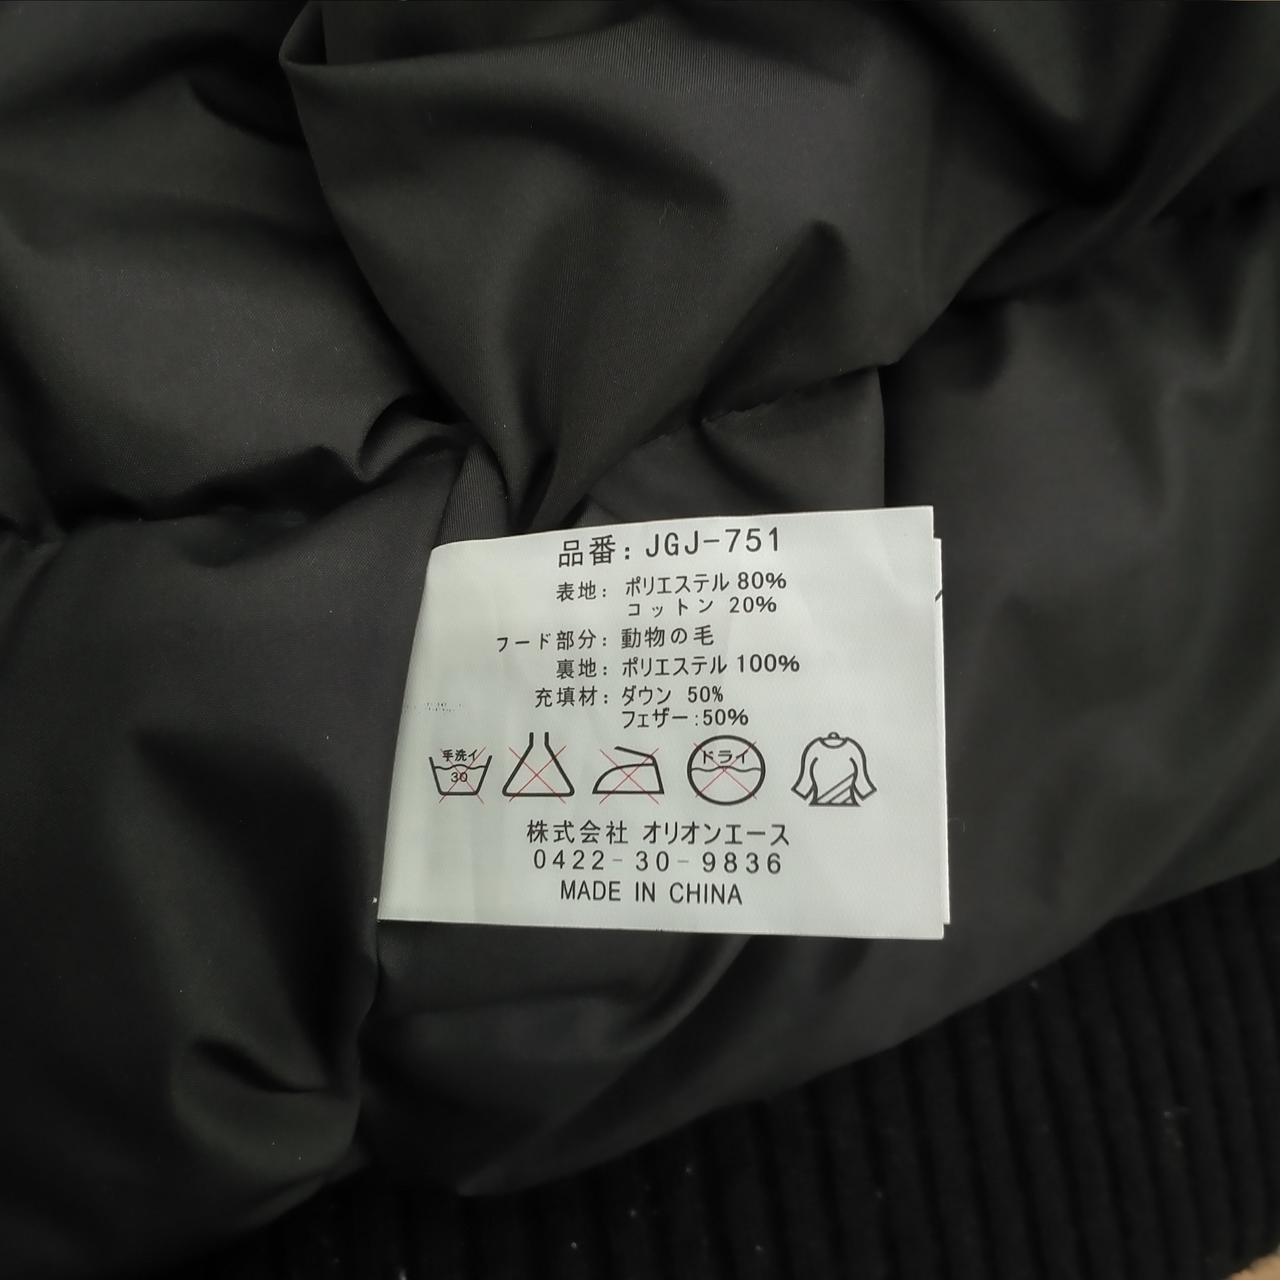 品番: JGJ-751
表地: ポリエステル 80%
コットン 20%
フード部分: 動物の毛
裏地: ポリエステル 100%
充填材: ダウン 50%
フェザー:50%
手洗イ
30
ドライ
株式会社 オリオンエース
0422-30-9836
MADE IN CHINA